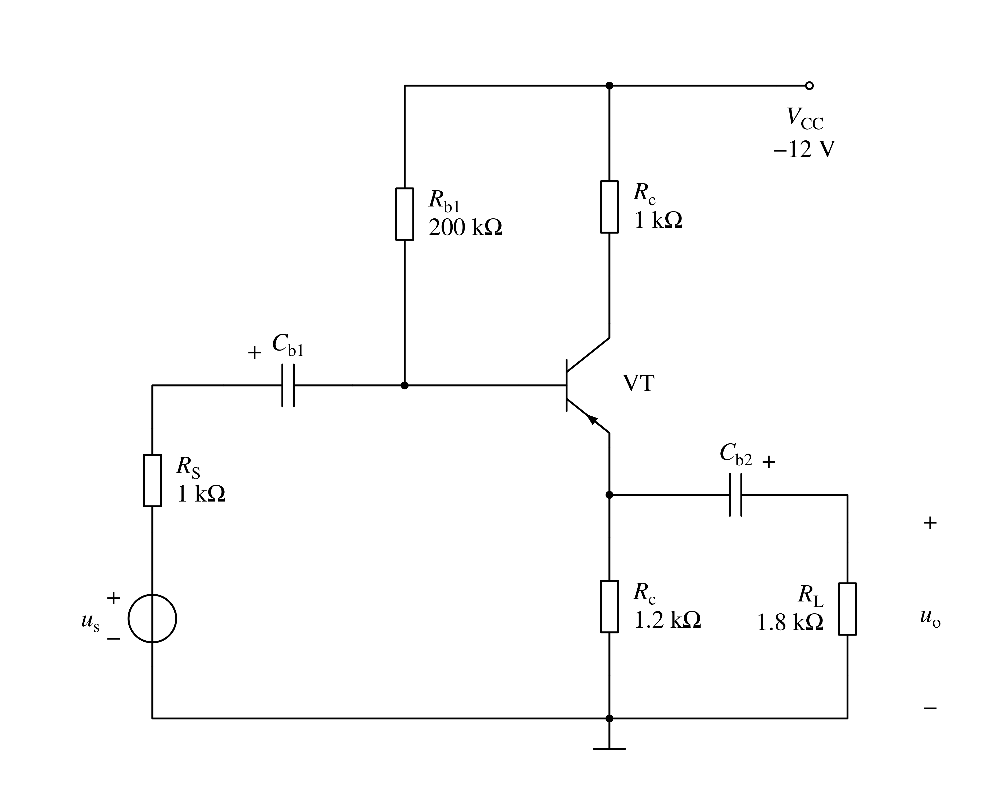 V_CC
−12 V
R_b1
200 kΩ
R_c
1 kΩ
+ C_b1
VT
C_b2 +
R_S
1 kΩ
+
+
u_s
−
R_c
1.2 kΩ
R_L
1.8 kΩ
u_o
−